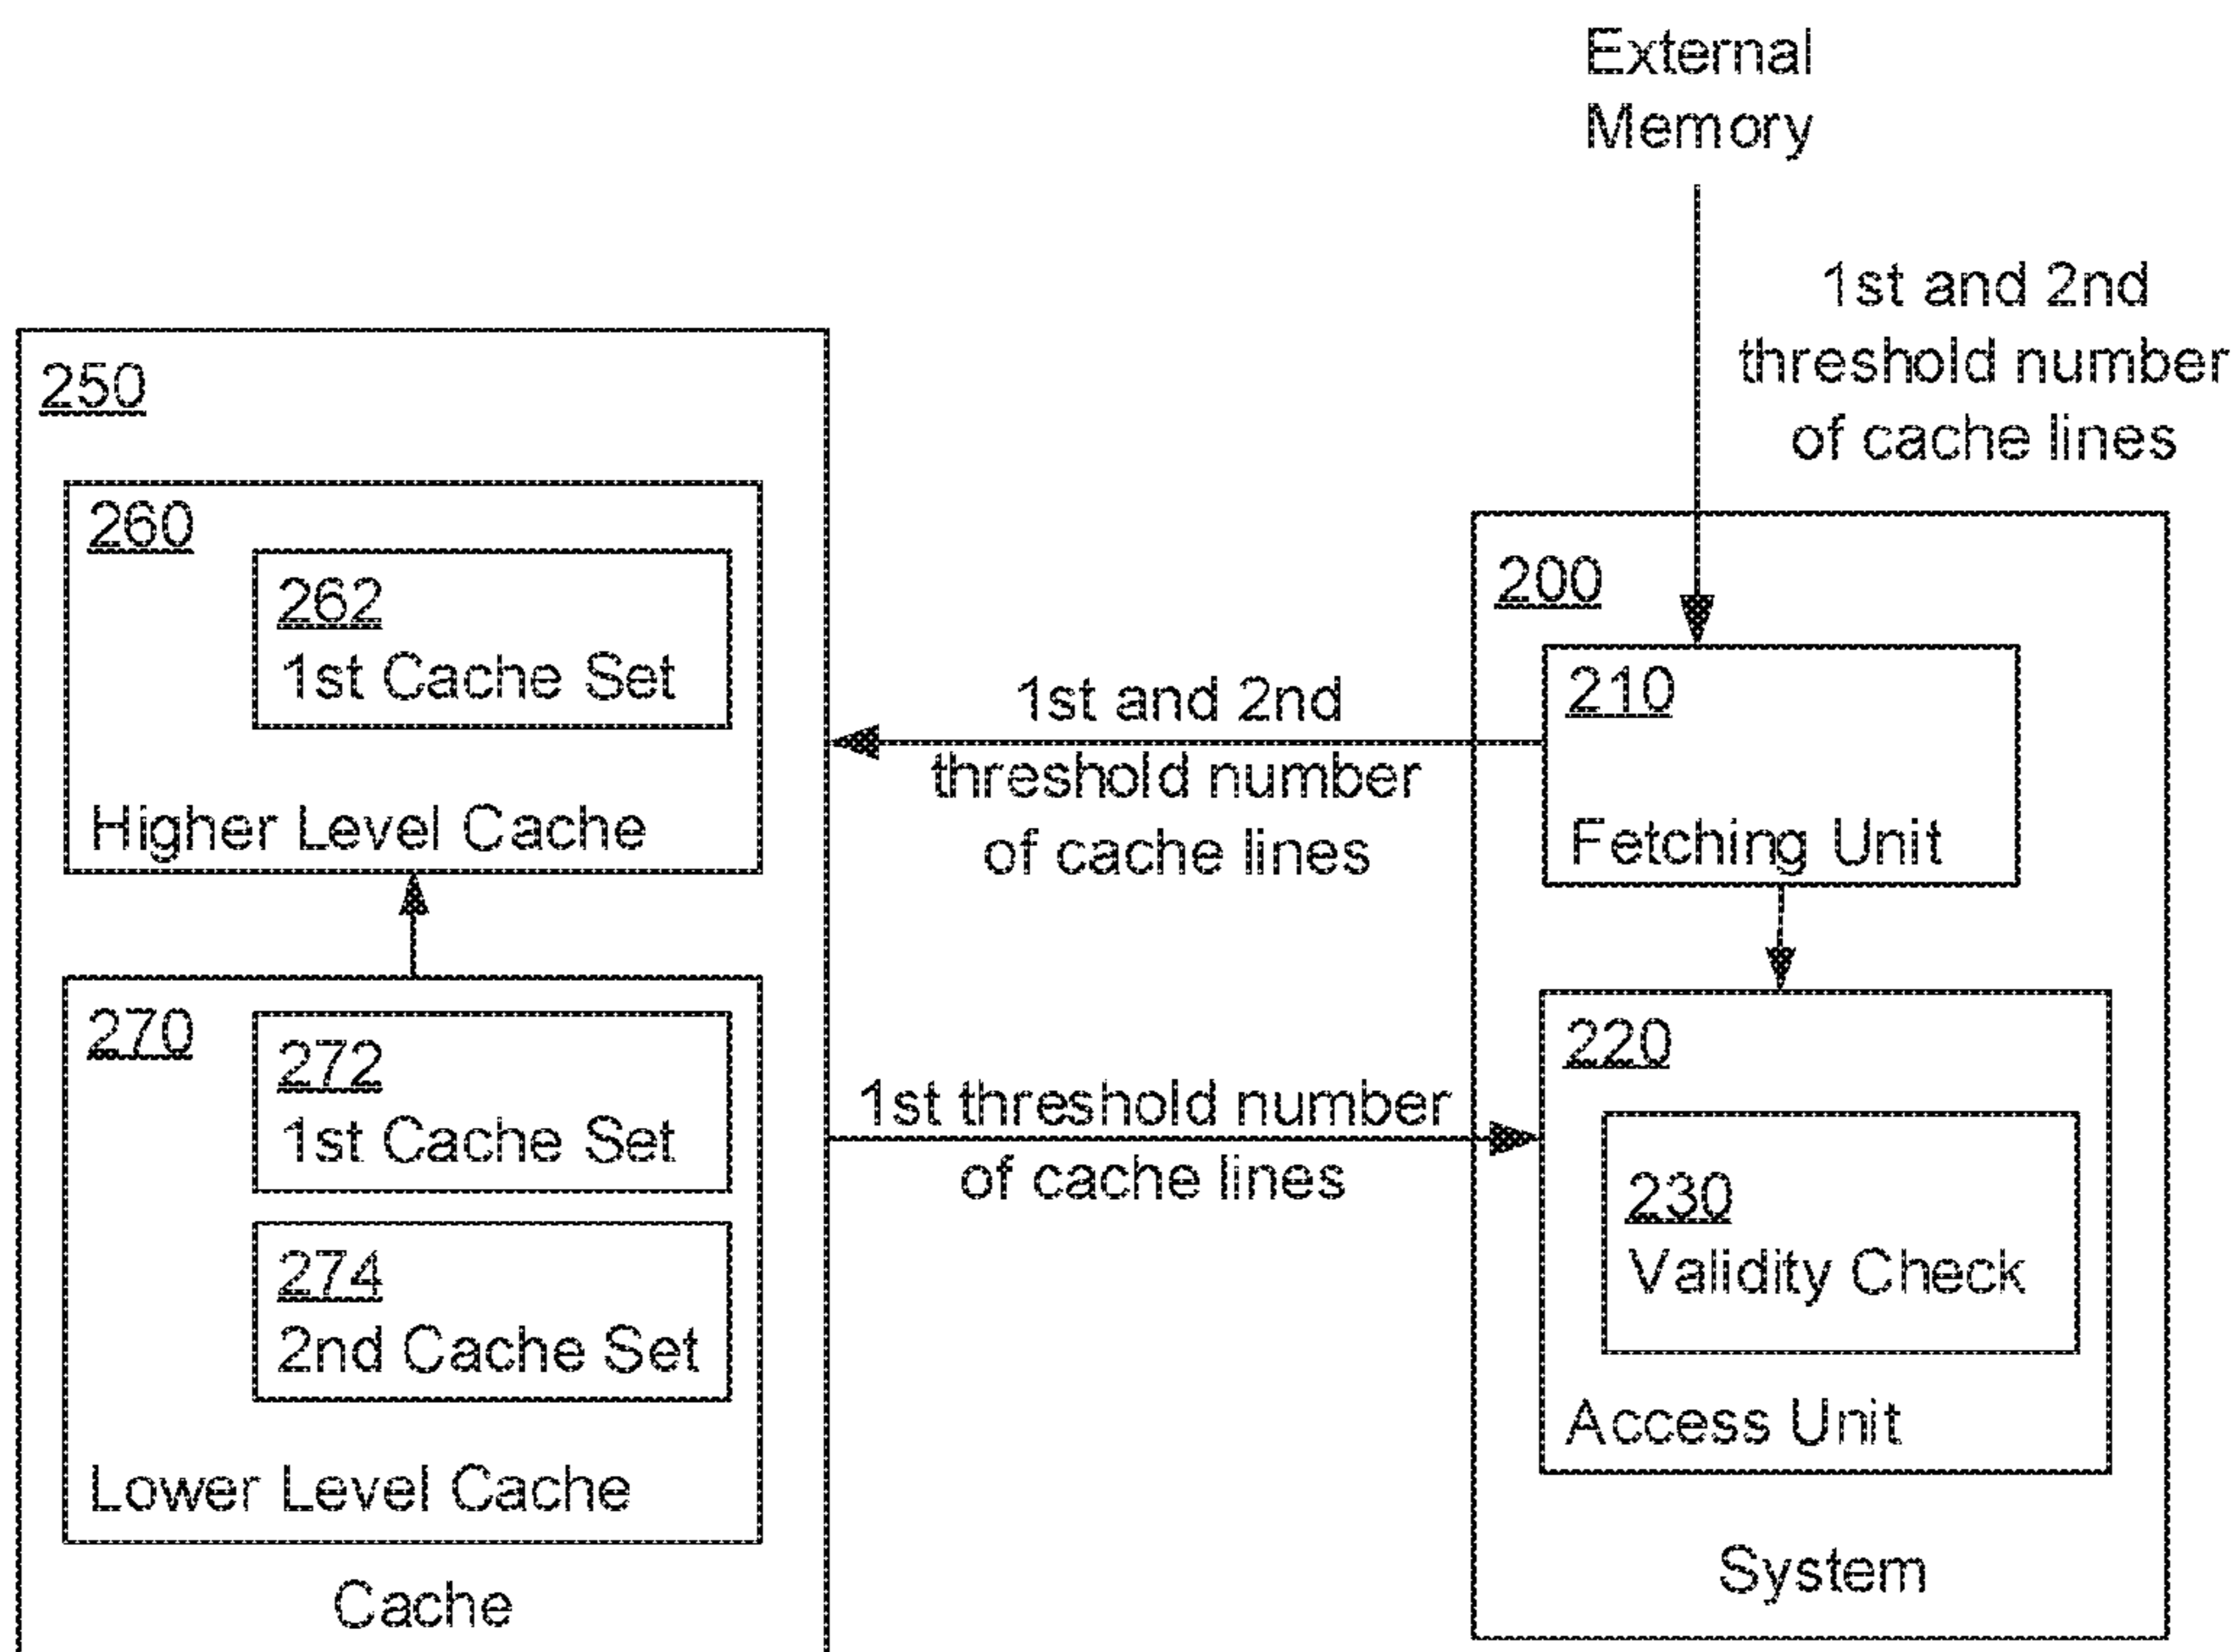 External
Memory
1st and 2nd
threshold number
of cache lines
250
260
262
1st Cache Set
Higher Level Cache
270
272
1st Cache Set
274
2nd Cache Set
Lower Level Cache
Cache
1st and 2nd
threshold number
of cache lines
1st threshold number
of cache lines
200
210
Fetching Unit
220
230
Validity Check
Access Unit
System